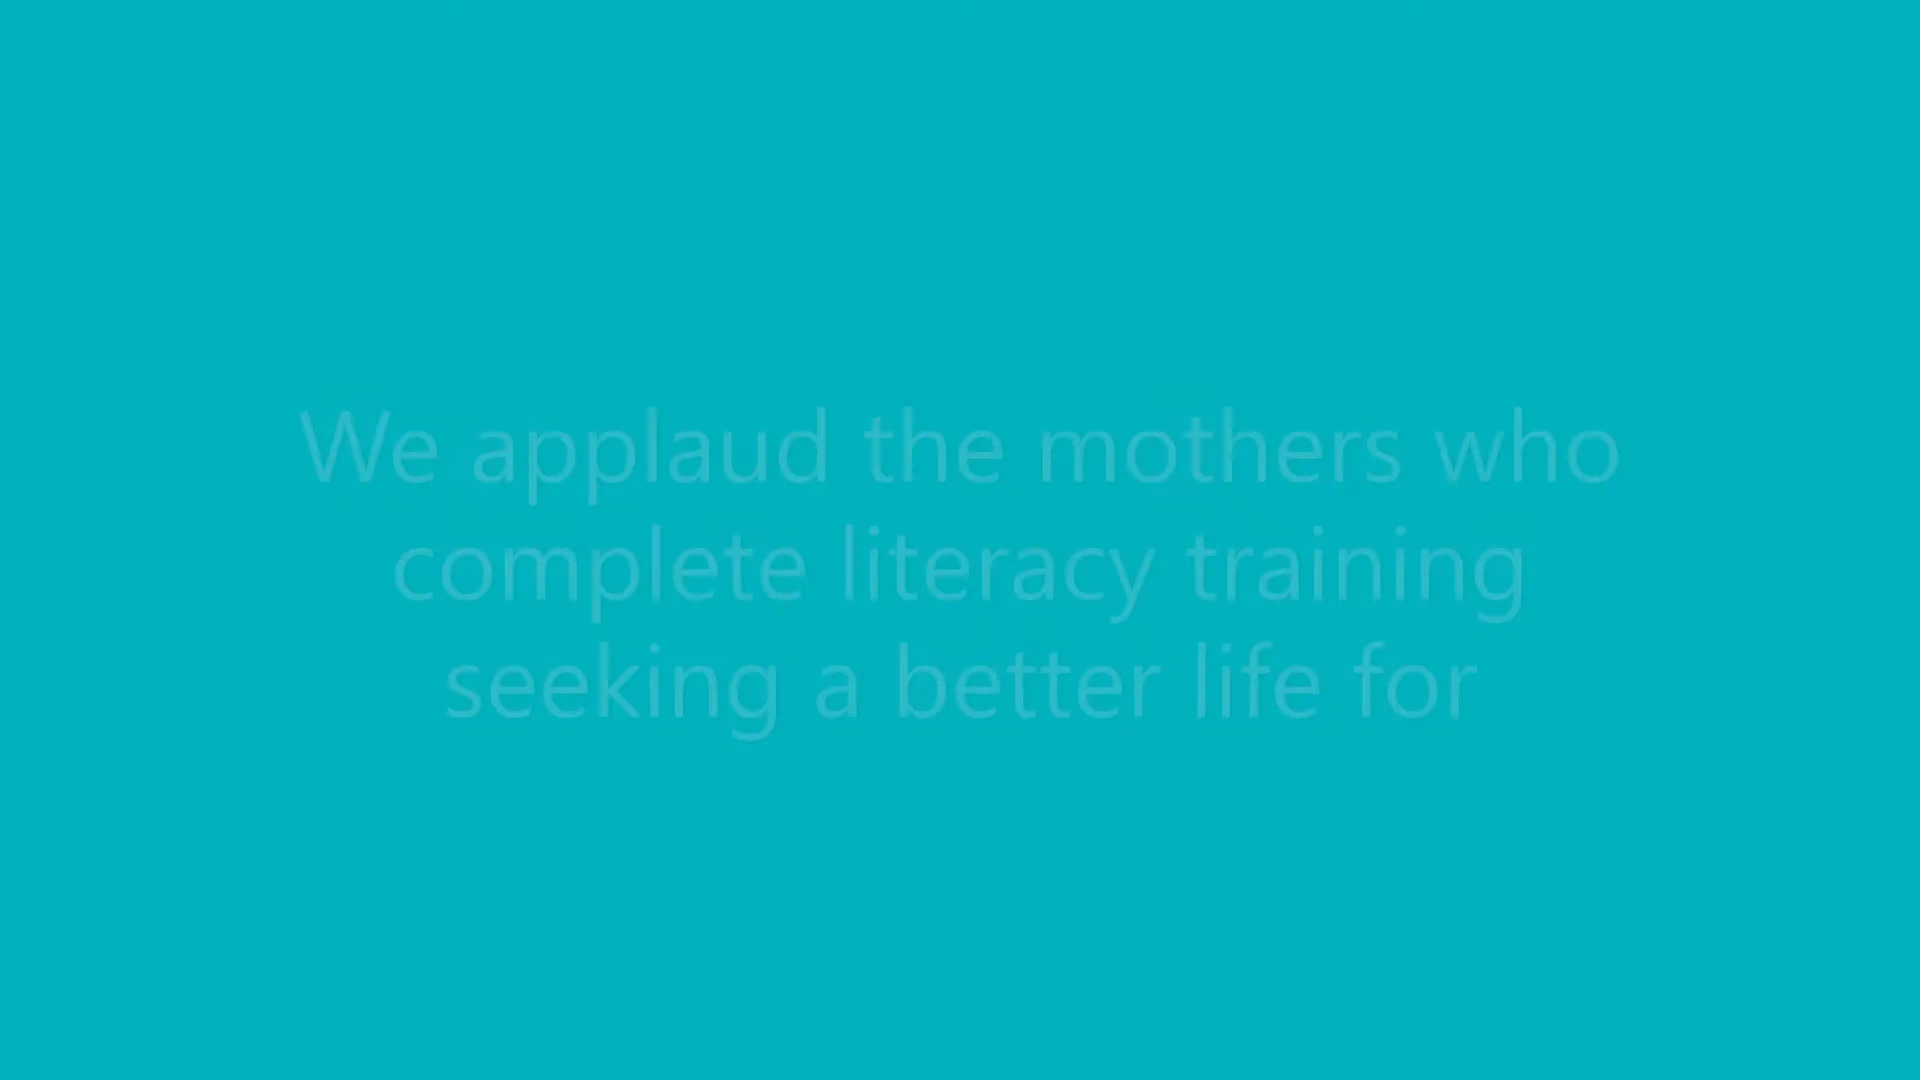 We applaud the mothers who
complete literacy training
seeking a better life for